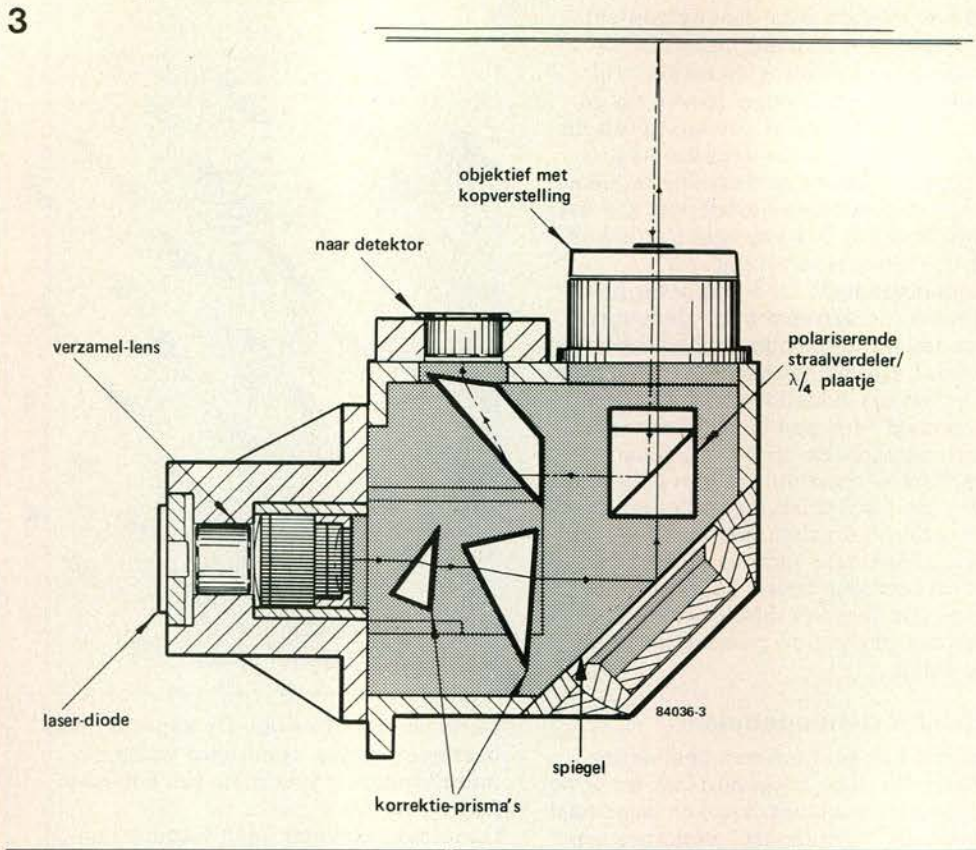 3
objektief met
kopverstelling
naar detektor
verzamel-lens
polariserende
straalverdeler/
λ/4 plaatje
laser-diode
84036-3
spiegel
korrektie-prisma's